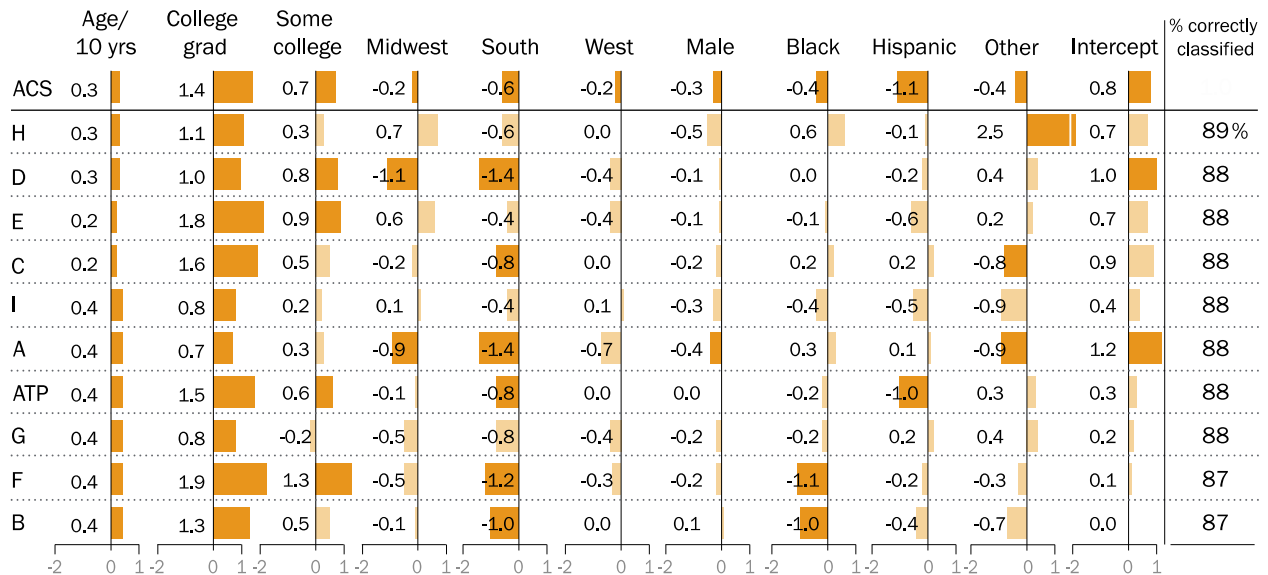 Age/ 10 yrs College grad Some college Midwest South West Male Black Hispanic Other Intercept % correctly classified
ACS 0.3 1.4 0.7 -0.2 -0.6 -0.2 -0.3 -0.4 -1.1 -0.4 0.8
H 0.3 1.1 0.3 0.7 -0.6 0.0 -0.5 0.6 -0.1 2.5 0.7 89%
D 0.3 1.0 0.8 -1.1 -1.4 -0.4 -0.1 0.0 -0.2 0.4 1.0 88
E 0.2 1.8 0.9 0.6 -0.4 -0.4 -0.1 -0.1 -0.6 0.2 0.7 88
C 0.2 1.6 0.5 -0.2 -0.8 0.0 -0.2 0.2 0.2 -0.8 0.9 88
I 0.4 0.8 0.2 0.1 -0.4 0.1 -0.3 -0.4 -0.5 -0.9 0.4 88
A 0.4 0.7 0.3 -0.9 -1.4 -0.7 -0.4 0.3 0.1 -0.9 1.2 88
ATP 0.4 1.5 0.6 -0.1 -0.8 0.0 0.0 -0.2 -1.0 0.3 0.3 88
G 0.4 0.8 -0.2 -0.5 -0.8 -0.4 -0.2 -0.2 0.2 0.4 0.2 88
F 0.4 1.9 1.3 -0.5 -1.2 -0.3 -0.2 -1.1 -0.2 -0.3 0.1 87
B 0.4 1.3 0.5 -0.1 -1.0 0.0 0.1 -1.0 -0.4 -0.7 0.0 87
-2 0 1 -2 0 1 -2 0 1 -2 0 1 -2 0 1 -2 0 1 -2 0 1 -2 0 1 -2 0 1 -2 0 1 -2 0 1